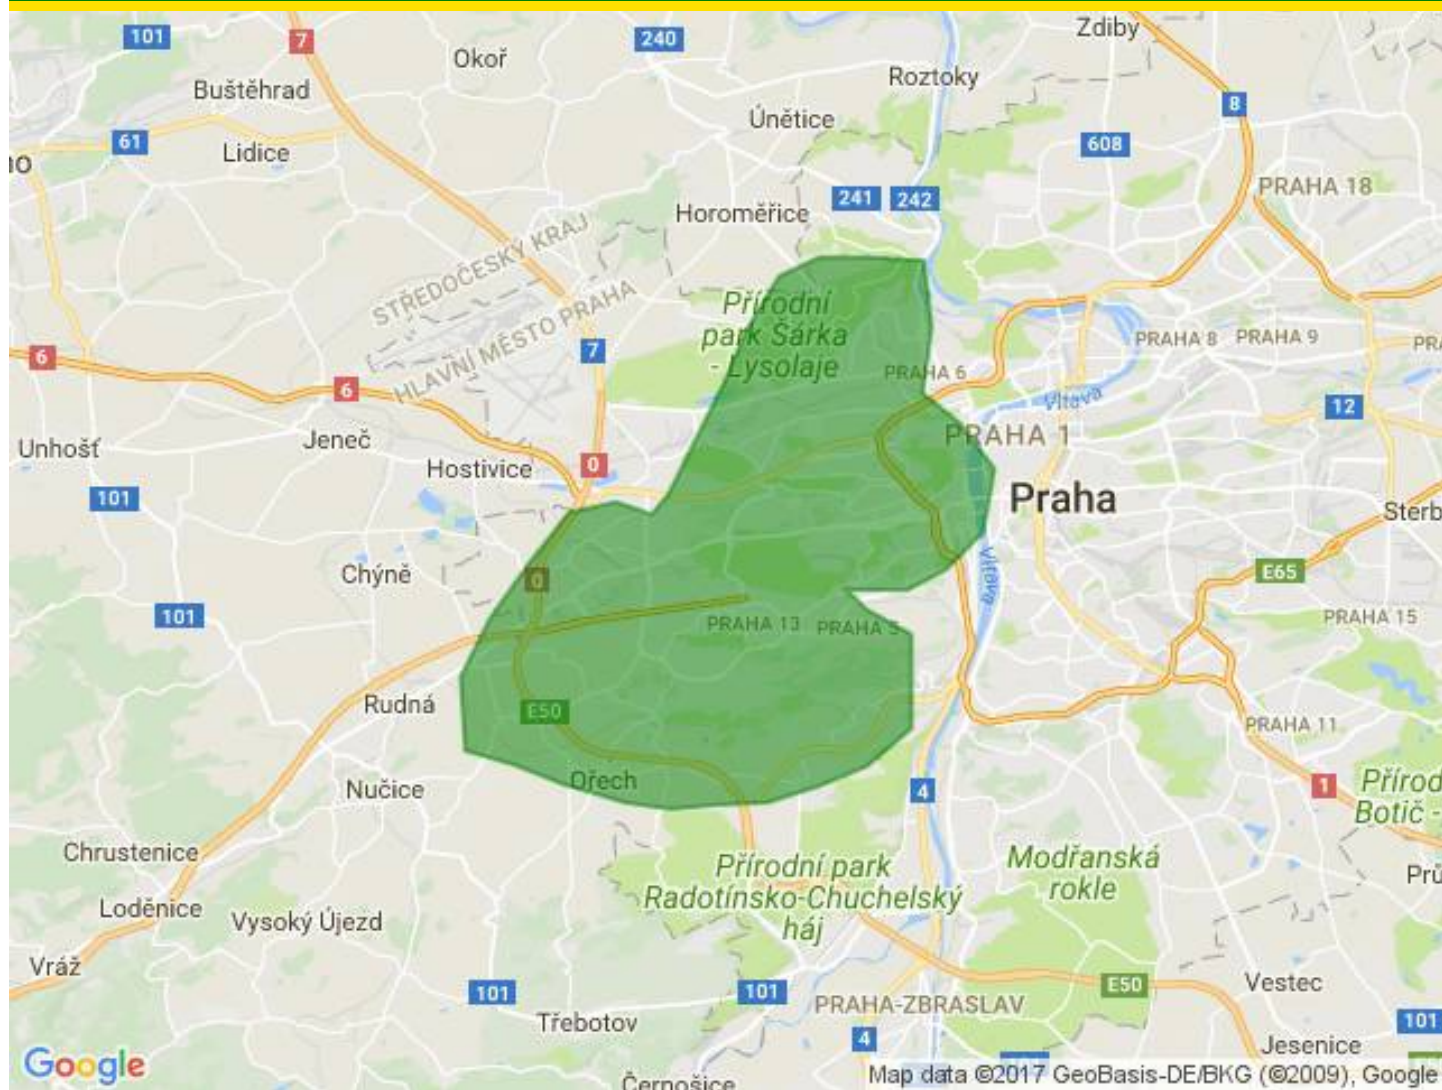 Zdiby
101
7
240
Okoř
Roztoky
Buštěhrad
8
Únětice
61
608
Lidice
PRAHA 18
241
242
Horoměřice
STŘEDOČESKÝ KRAJ
HLAVNÍ MĚSTO PRAHA
Přírodní
park Šárka
- Lysolaje
7
6
PRAHA 8
PRAHA 9
PRAHA 6
6
Vltava
12
Jeneč
PRAHA 1
Unhošť
Hostivice
0
101
Praha
Sterb
Chýně
0
Vltava
E65
101
PRAHA 13
PRAHA 5
PRAHA 15
Rudná
E50
PRAHA 11
Ořech
Nučice
4
1
Přírod
Botič -
Chrustenice
Přírodní park
Radotínsko-Chuchelský
háj
Modřanská
rokle
Prů
Loděnice
Vysoký Újezd
Vráž
101
101
E50
Vestec
PRAHA-ZBRASLAV
Třebotov
4
101
Jesenice
Google
Černošice
Map data ©2017 GeoBasis-DE/BKG (©2009), Google